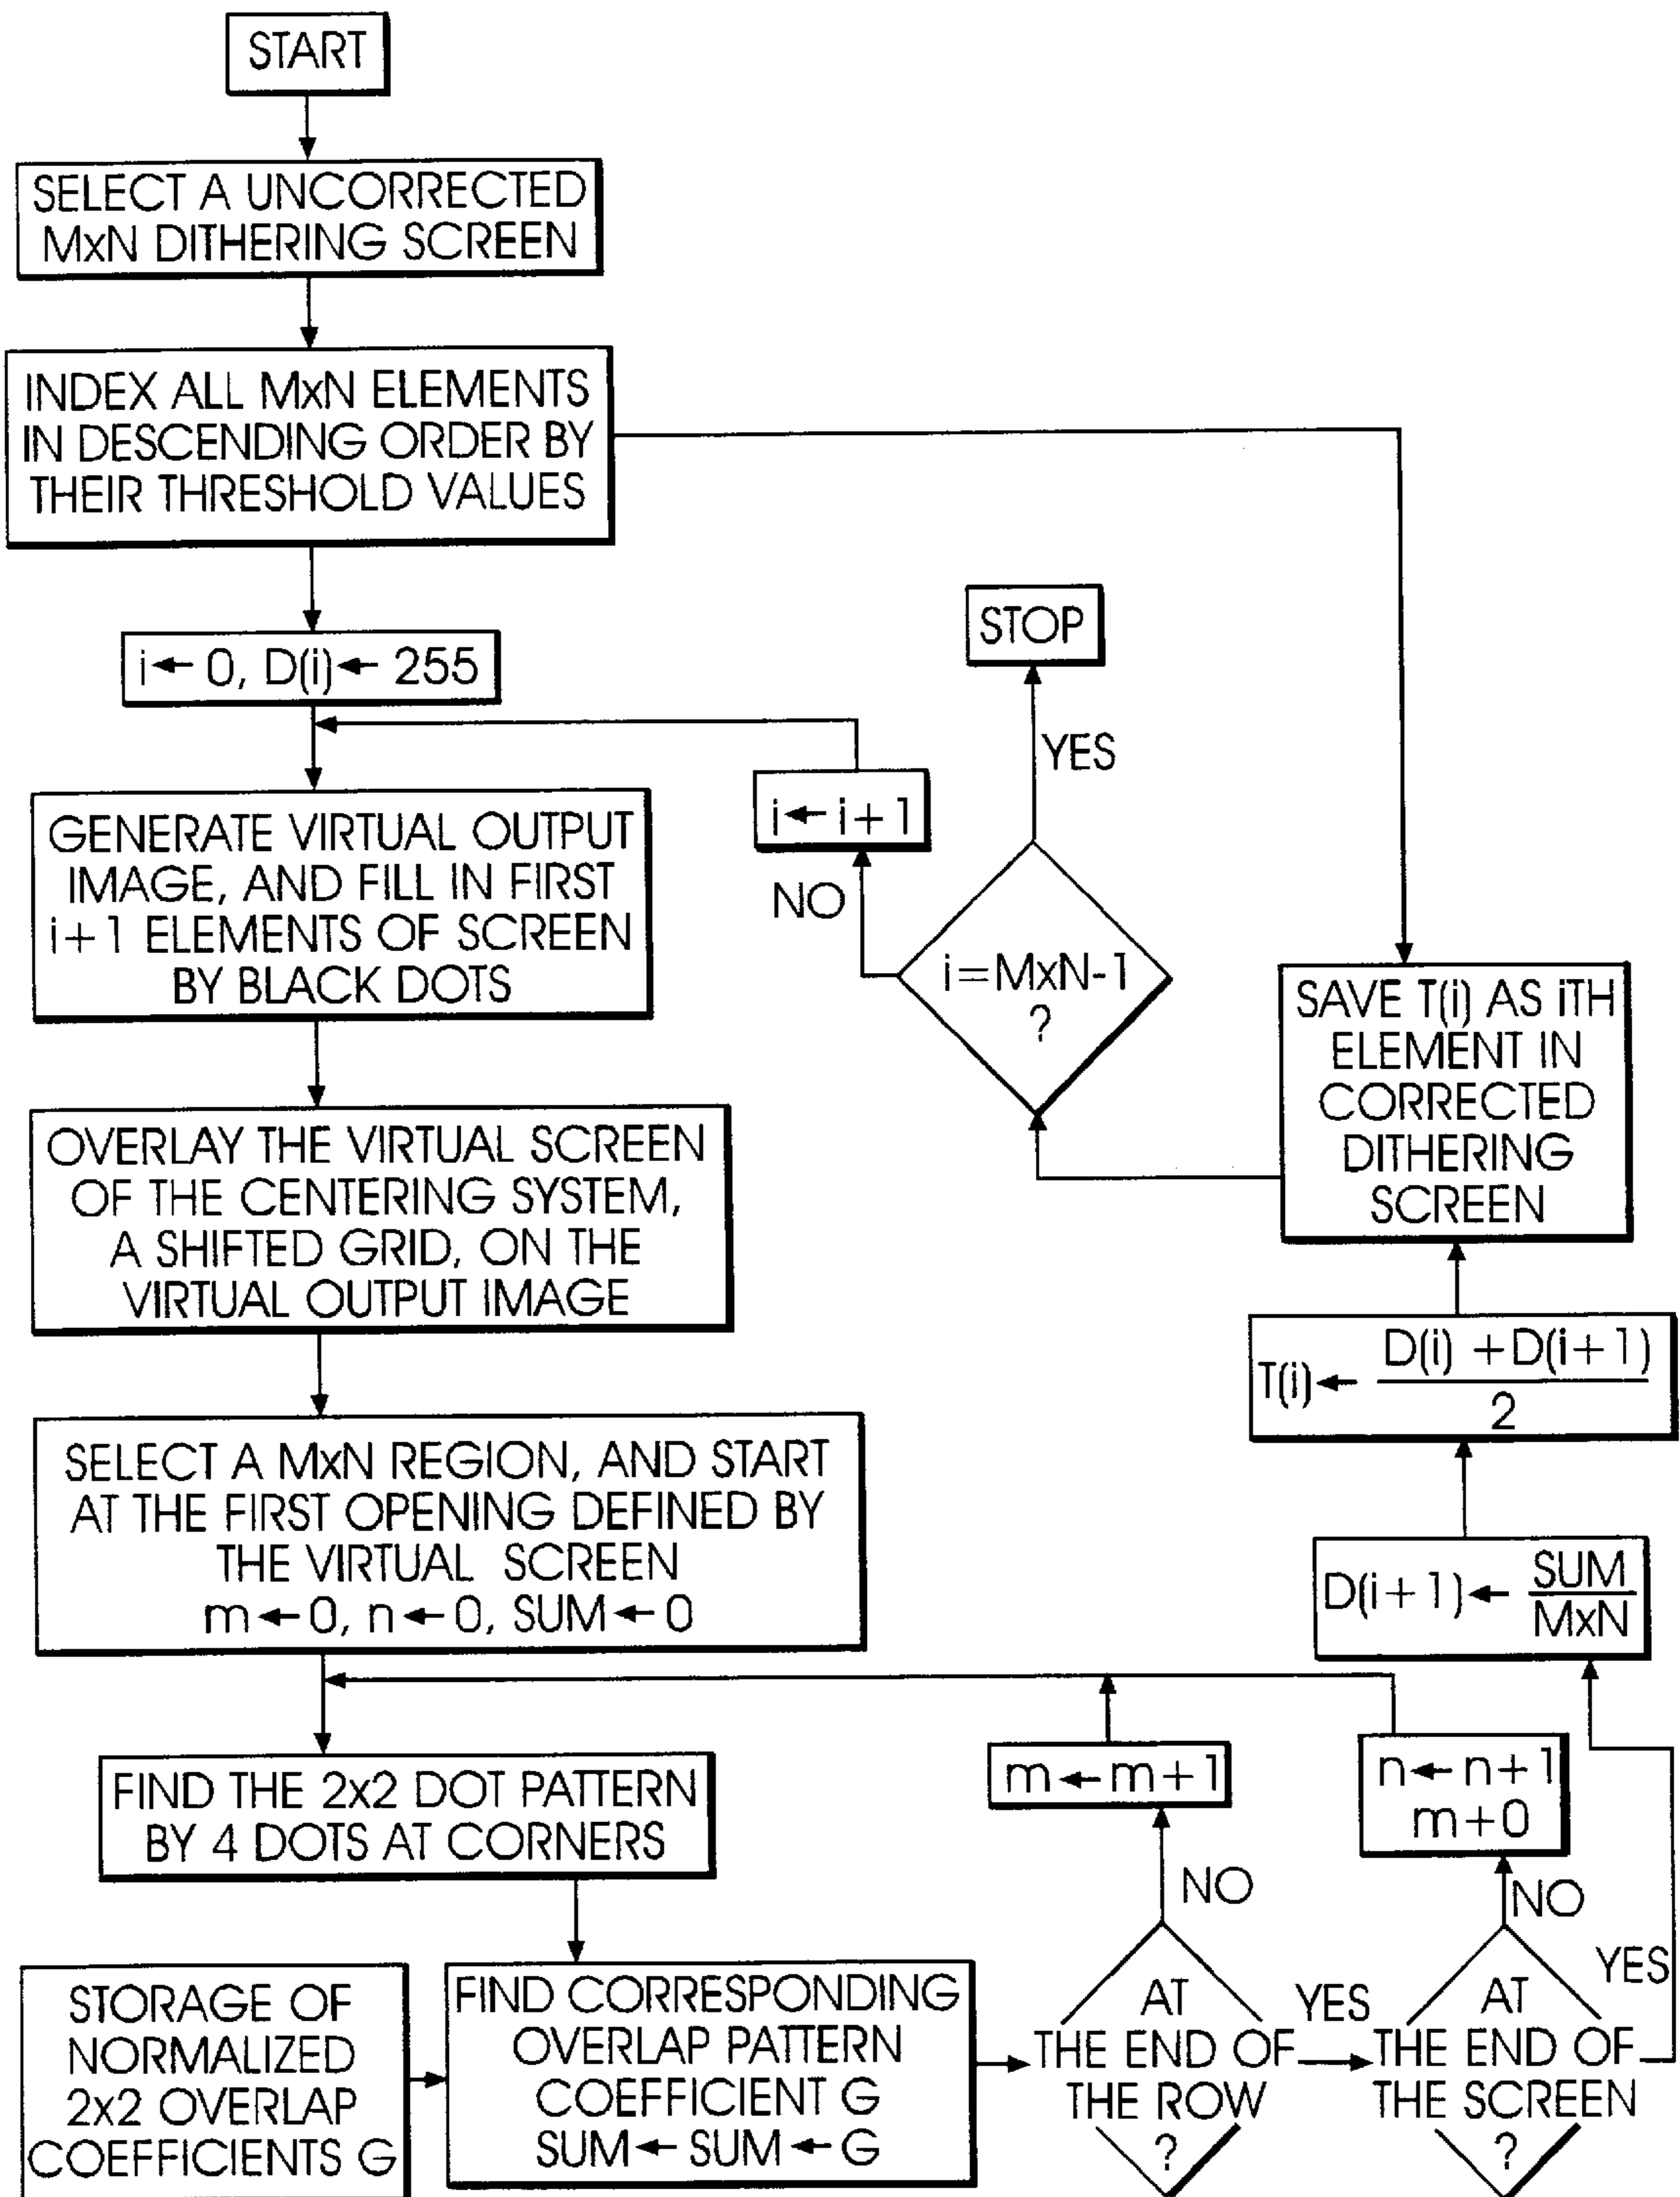 START
SELECT A UNCORRECTED
MxN DITHERING SCREEN
INDEX ALL MxN ELEMENTS
IN DESCENDING ORDER BY
THEIR THRESHOLD VALUES
i← 0, D(i)← 255
GENERATE VIRTUAL OUTPUT
IMAGE, AND FILL IN FIRST
i+1 ELEMENTS OF SCREEN
BY BLACK DOTS
OVERLAY THE VIRTUAL SCREEN
OF THE CENTERING SYSTEM,
A SHIFTED GRID, ON THE
VIRTUAL OUTPUT IMAGE
SELECT A MxN REGION, AND START
AT THE FIRST OPENING DEFINED BY
THE VIRTUAL SCREEN
m←0, n←0, SUM←0
FIND THE 2x2 DOT PATTERN
BY 4 DOTS AT CORNERS
STORAGE OF
NORMALIZED
2x2 OVERLAP
COEFFICIENTS G
FIND CORRESPONDING
OVERLAP PATTERN
COEFFICIENT G
SUM← SUM ←G
AT
THE END OF
THE ROW
?
NO
m←m+1
YES
AT
THE END OF
THE SCREEN
?
NO
n←n+1
m+0
YES
D(i+1)← SUM
MxN
T(i)← D(i) +D(i+1)
2
SAVE T(i) AS iTH
ELEMENT IN
CORRECTED
DITHERING
SCREEN
i=MxN-1
?
NO
i←i+1
YES
STOP